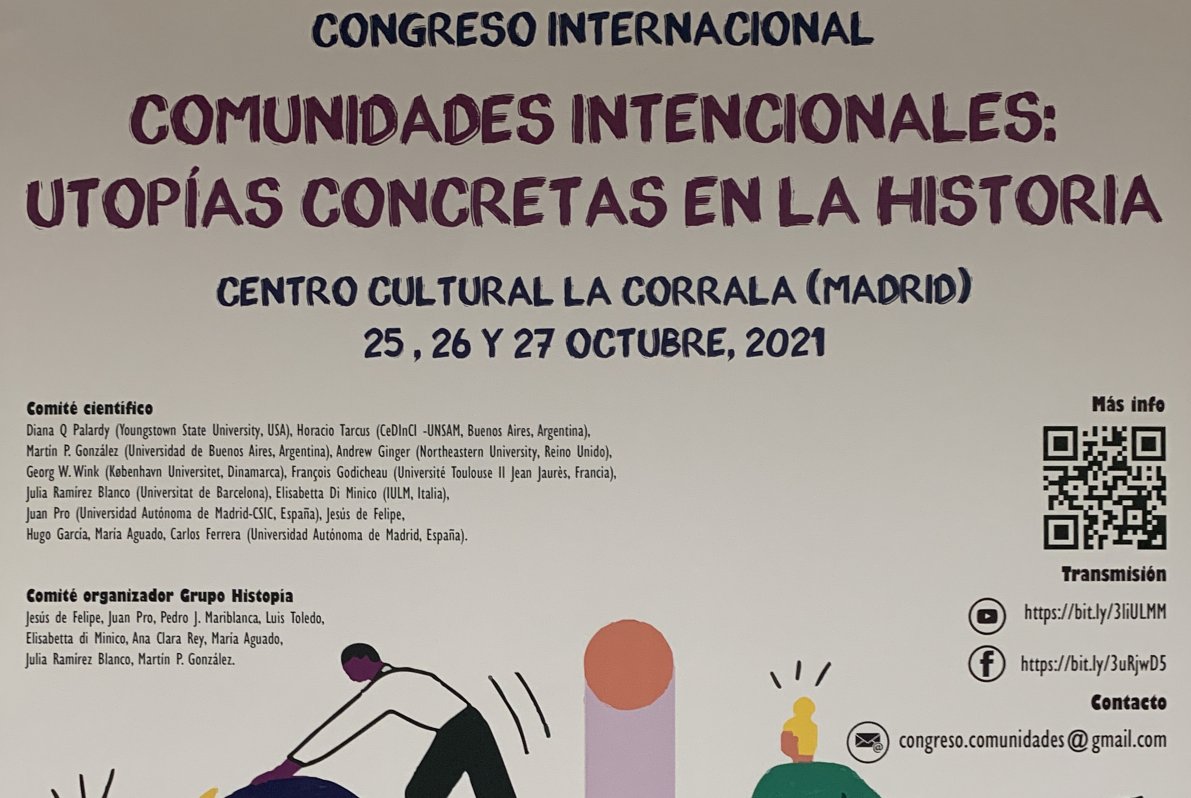 CONGRESO INTERNACIONAL
COMUNIDADES INTENCIONALES:
UTOPÍAS CONCRETAS EN LA HISTORIA
CENTRO CULTURAL LA CORRALA (MADRID)
25 , 26 Y 27 OCTUBRE, 2021
Comité científico
Diana Q Palardy (Youngstown State University, USA), Horacio Tarcus (CeDInCI -UNSAM, Buenos Aires, Argentina),
Martín P. González (Universidad de Buenos Aires, Argentina), Andrew Ginger (Northeastern University, Reino Unido),
Georg W. Wink (København Universitet, Dinamarca), François Godicheau (Université Toulouse II Jean Jaurès, Francia),
Julia Ramírez Blanco (Universitat de Barcelona), Elisabetta Di Minico (IULM, Italia),
Juan Pro (Universidad Autónoma de Madrid-CSIC, España), Jesús de Felipe,
Hugo García, María Aguado, Carlos Ferrera (Universidad Autónoma de Madrid, España).
Comité organizador Grupo Histopía
Jesús de Felipe, Juan Pro, Pedro J. Mariblanca, Luis Toledo,
Elisabetta di Minico, Ana Clara Rey, María Aguado,
Julia Ramírez Blanco, Martín P. González.
Más info
Transmisión
https://bit.ly/3liULMM
https://bit.ly/3uRjwD5
Contacto
congreso.comunidades@gmail.com